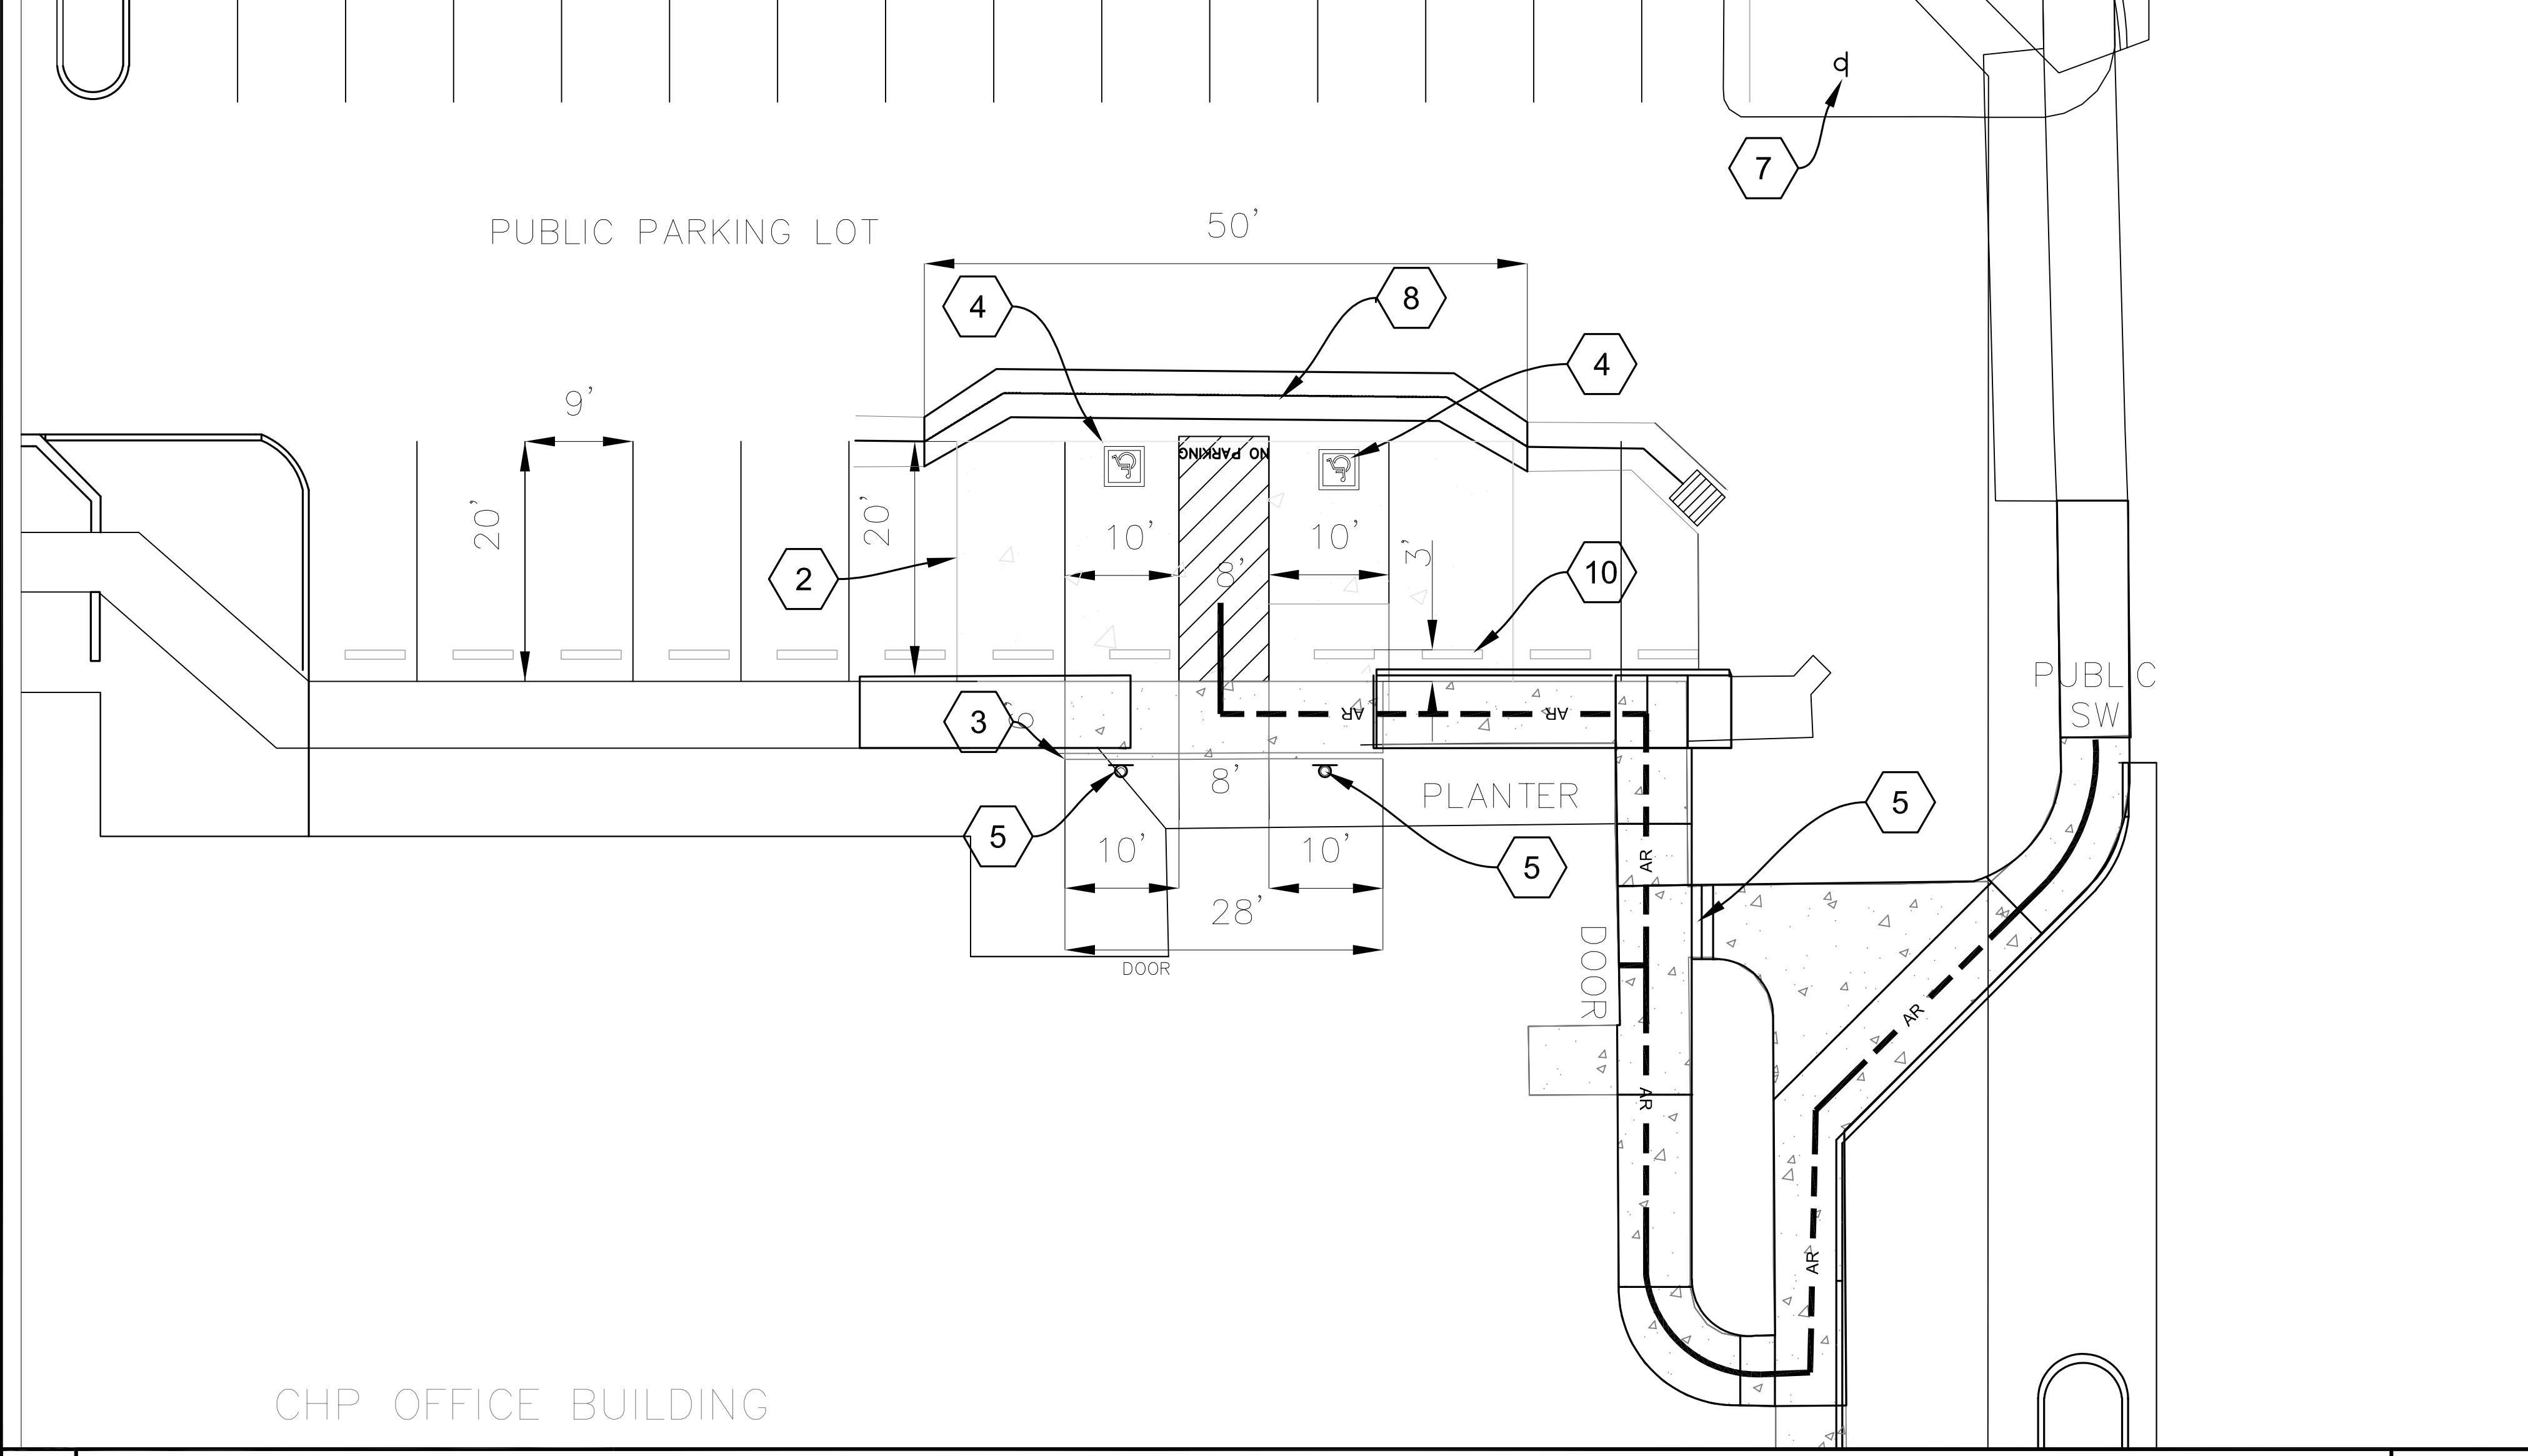 d
7
PUBLIC PARKING LOT
50'
4
8
4
9'
NO PARKING
20'
20'
10'
10'
3'
8'
2
10
PUBLIC
SW
3
6'
AR
AR
8'
PLANTER
5
5
5
10'
10'
AR
28'
DOOR
DOOR
AR
AR
AR
CHP OFFICE BUILDING